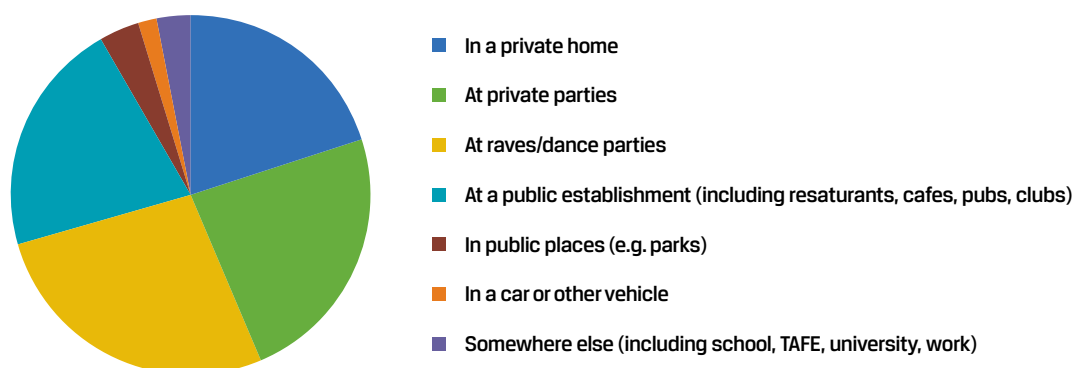 In a private home
At private parties
At raves/dance parties
At a public establishment (including resaturants, cafes, pubs, clubs)
In public places (e.g. parks)
In a car or other vehicle
Somewhere else (including school, TAFE, university, work)